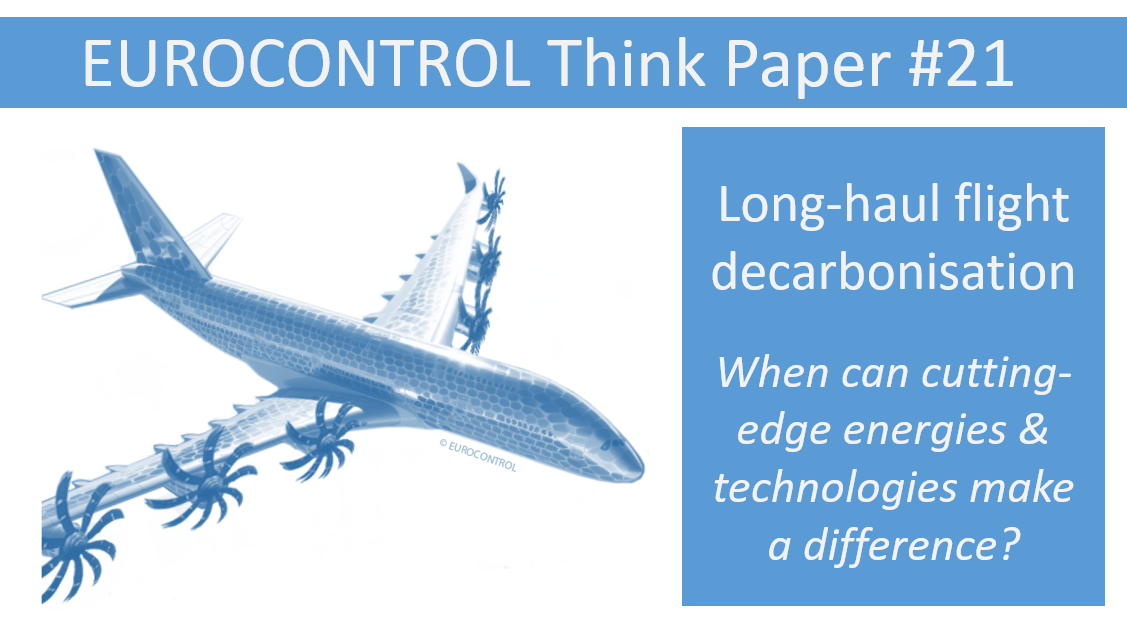 EUROCONTROL Think Paper #21
Long-haul flight
decarbonisation
When can cutting-
edge energies &
technologies make
a difference?
© EUROCONTROL